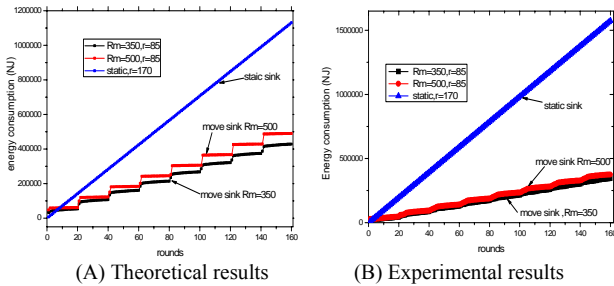 energy consumption (NJ)
1200000
1000000
800000
600000
400000
200000
0
Rm=350,r=85
Rm=500,r=85
static,r=170
staic sink
move sink Rm=500
move sink Rm=350
0 20 40 60 80 100 120 140 160
rounds
(A) Theoretical results
Energy consumption (NJ)
1500000
1000000
500000
0
Rm=350,r=85
Rm=500,r=85
static,r=170
static sink
move sink Rm=500
move sink ,Rm=350
0 20 40 60 80 100 120 140 160
rounds
(B) Experimental results